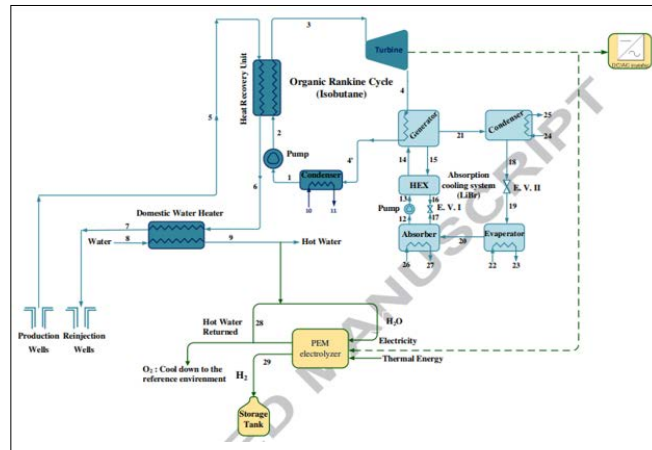 3
Turbine
DC/AC inverter
Heat Recovery Unit
Organic Rankine Cycle
(Isobutane)
4
5
Generator
Condenser
25
24
21
2
Pump
14
15
18
4'
Condenser
1
10
11
HEX
Absorption
cooling system
(LiBr)
E. V. II
6
13
16
E. V. I
19
Pump
12
17
Domestic Water Heater
7
Water
8
9
Hot Water
Absorber
20
Evaporator
26
27
22
23
Production
Wells
Reinjection
Wells
Hot Water
Returned
28
H2O
Electricity
PEM
electrolyzer
Thermal Energy
29
O2 : Cool down to the
reference environment
H2
Storage
Tank
ED MANUSCRIPT